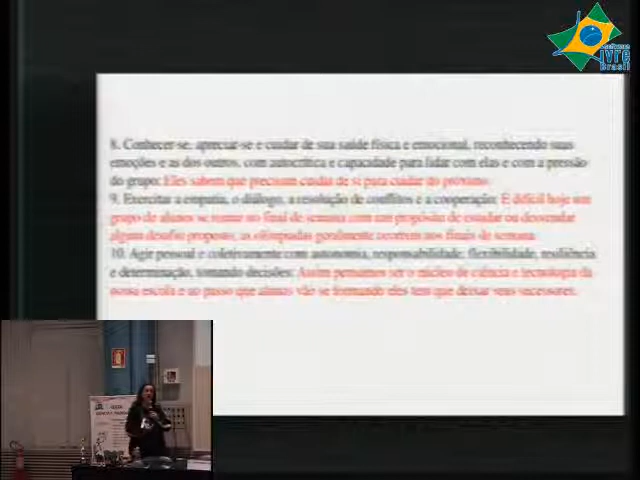 Software
livre
Brasil
8. Conhecer-se, apreciar-se e cuidar de sua saúde física e emocional, reconhecendo suas
emoções e as dos outros, com autocrítica e capacidade para lidar com elas e com a pressão
do grupo: Eles sabem que precisam cuidar de si para cuidar do próximo.
9. Exercitar a empatia, o diálogo, a resolução de conflitos e a cooperação: É difícil hoje um
grupo de alunos se reunir no final de semana com um propósito de estudar ou desvendar
algum desafio proposto, as olimpíadas geralmente ocorrem nos finais de semana.
10. Agir pessoal e coletivamente com autonomia, responsabilidade, flexibilidade, resiliência
e determinação, tomando decisões: Assim pensamos ser o núcleo de ciência e tecnologia da
nossa escola e ao passo que alunos vão se formando eles tem que deixar seus sucessores.